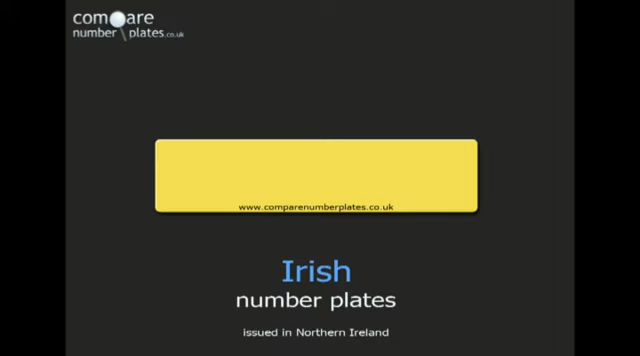 compare
number plates.co.uk
www.comparenumberplates.co.uk
Irish
number plates
issued in Northern Ireland